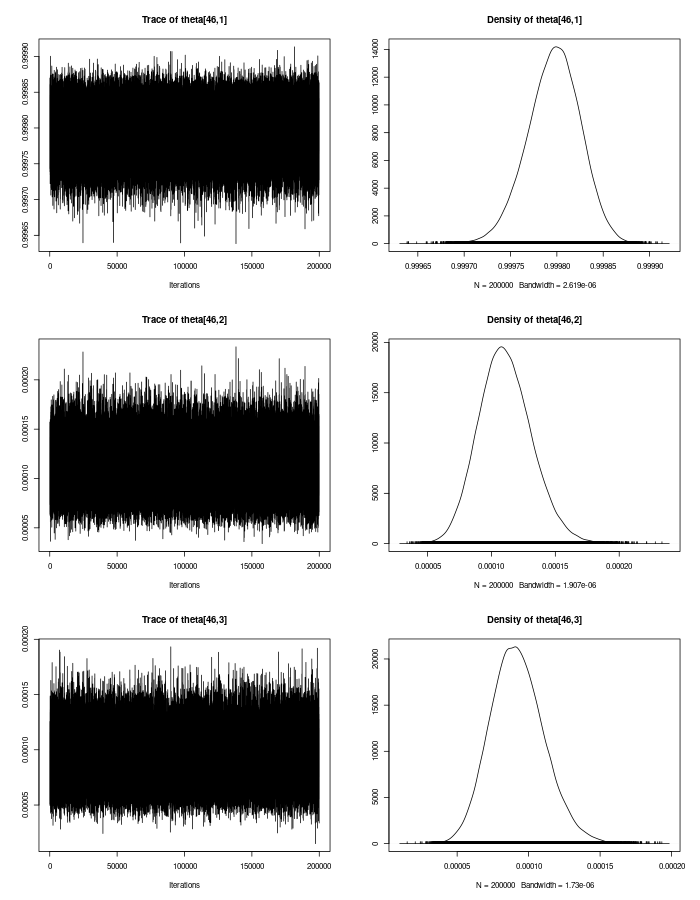 Trace of theta[46,1]
0.99965 0.99970 0.99975 0.99980 0.99985 0.99990
0 50000 100000 150000 200000
Iterations
Density of theta[46,1]
0 2000 4000 6000 8000 10000 12000 14000
0.99965 0.99970 0.99975 0.99980 0.99985 0.99990
N = 200000 Bandwidth = 2.619e-06
Trace of theta[46,2]
0.00005 0.00010 0.00015 0.00020
0 50000 100000 150000 200000
Iterations
Density of theta[46,2]
0 5000 10000 15000 20000
0.00005 0.00010 0.00015 0.00020
N = 200000 Bandwidth = 1.907e-06
Trace of theta[46,3]
0.00005 0.00010 0.00015 0.00020
0 50000 100000 150000 200000
Iterations
Density of theta[46,3]
0 5000 10000 15000 20000
0.00005 0.00010 0.00015 0.00020
N = 200000 Bandwidth = 1.73e-06